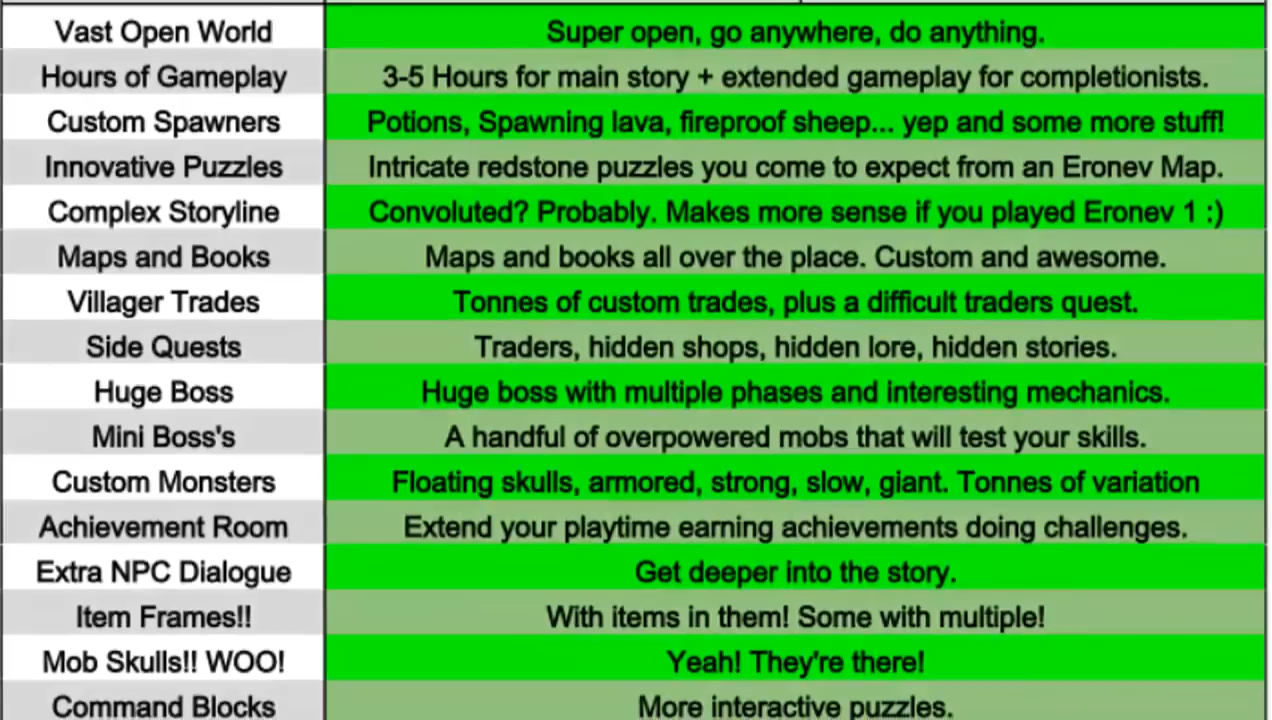 Vast Open World Super open, go anywhere, do anything.
Hours of Gameplay 3-5 Hours for main story + extended gameplay for completionists.
Custom Spawners Potions, Spawning lava, fireproof sheep... yep and some more stuff!
Innovative Puzzles Intricate redstone puzzles you come to expect from an Eronev Map.
Complex Storyline Convoluted? Probably. Makes more sense if you played Eronev 1 :)
Maps and Books Maps and books all over the place. Custom and awesome.
Villager Trades Tonnes of custom trades, plus a difficult traders quest.
Side Quests Traders, hidden shops, hidden lore, hidden stories.
Huge Boss Huge boss with multiple phases and interesting mechanics.
Mini Boss's A handful of overpowered mobs that will test your skills.
Custom Monsters Floating skulls, armored, strong, slow, giant. Tonnes of variation
Achievement Room Extend your playtime earning achievements doing challenges.
Extra NPC Dialogue Get deeper into the story.
Item Frames!! With items in them! Some with multiple!
Mob Skulls!! WOO! Yeah! They're there!
Command Blocks More interactive puzzles.